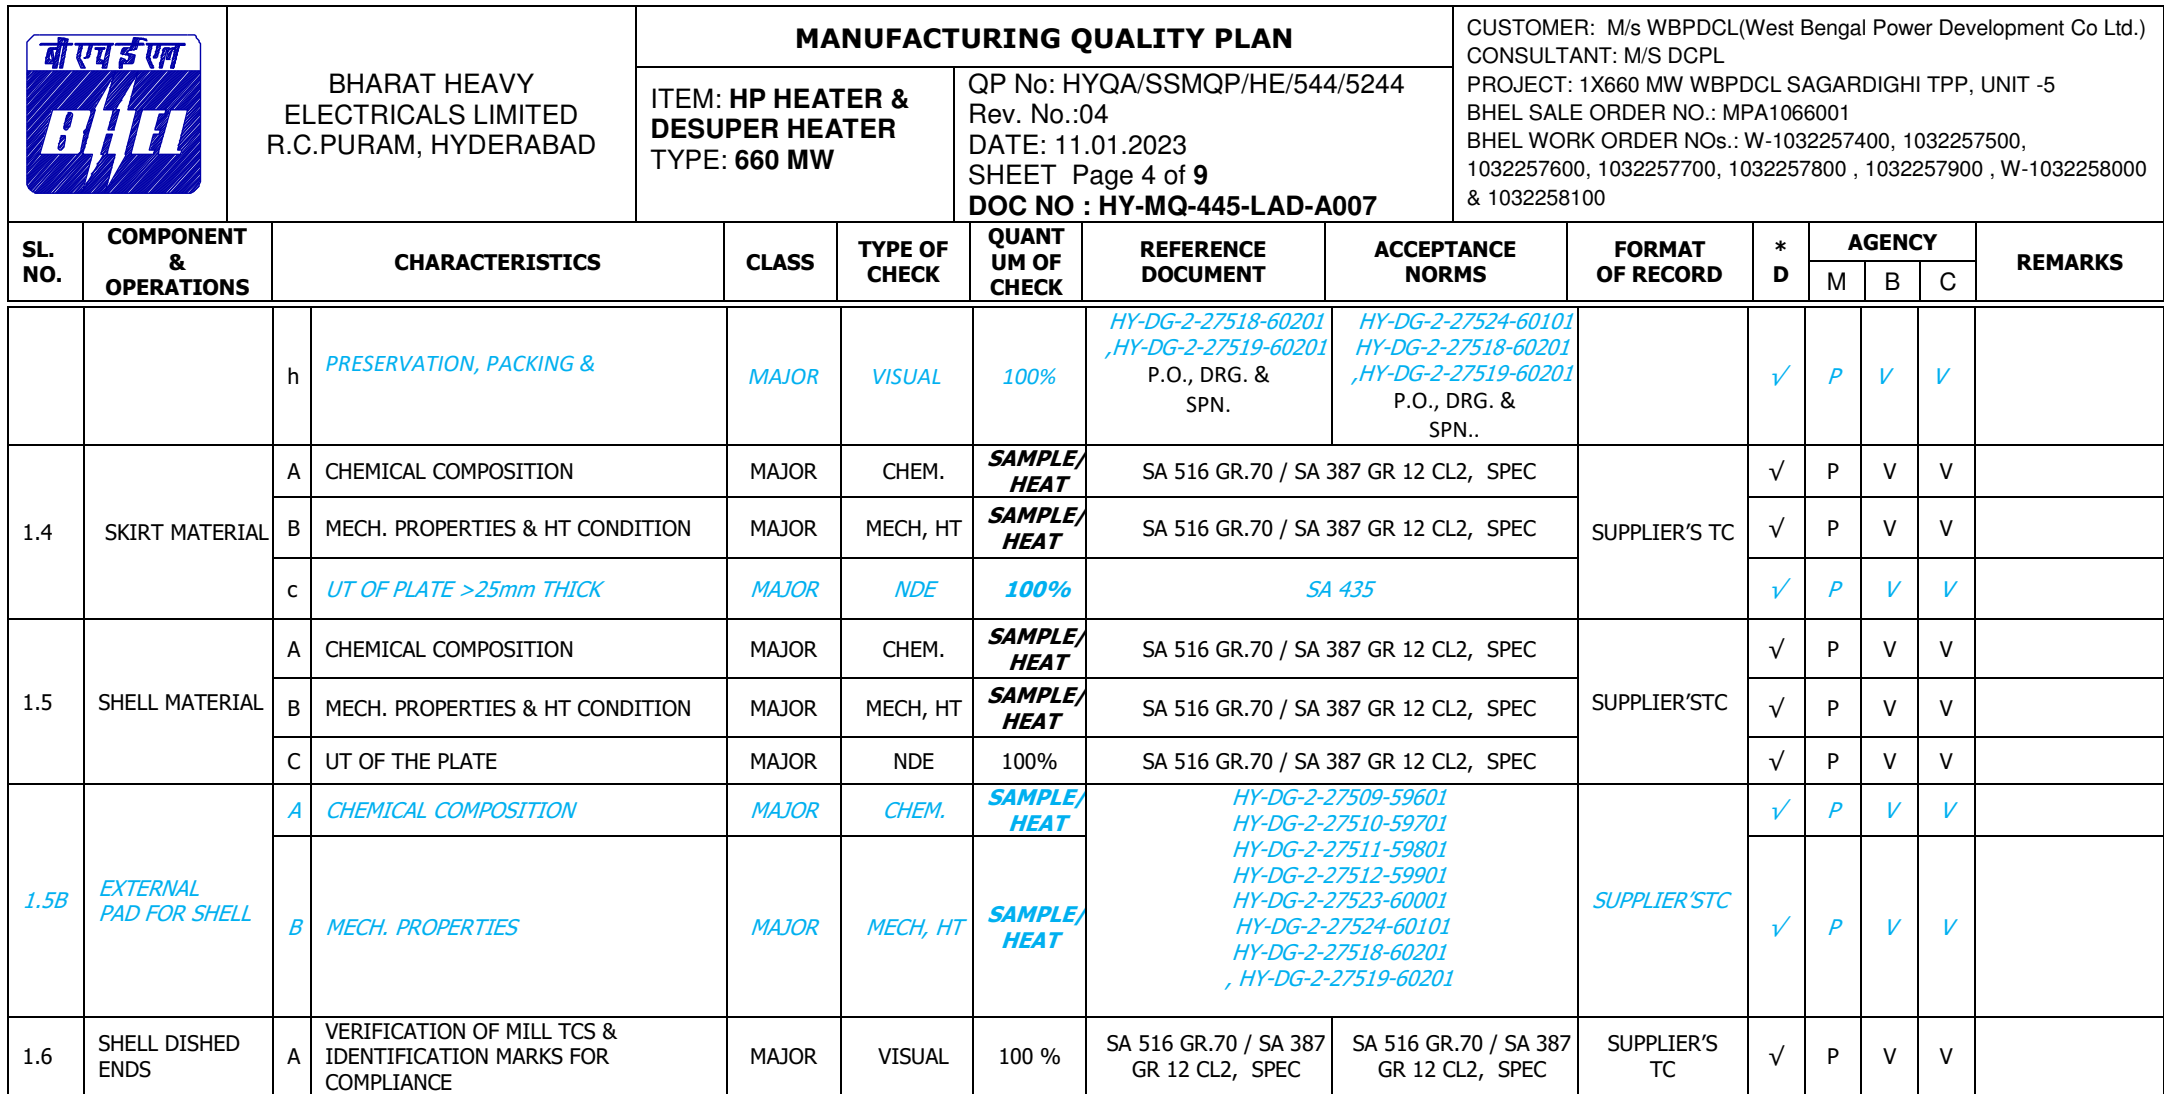 बी एच ई एल
BHEL
BHARAT HEAVY
ELECTRICALS LIMITED
R.C.PURAM, HYDERABAD
MANUFACTURING QUALITY PLAN
ITEM: HP HEATER &
DESUPER HEATER
TYPE: 660 MW
QP No: HYQA/SSMQP/HE/544/5244
Rev. No.:04
DATE: 11.01.2023
SHEET Page 4 of 9
DOC NO : HY-MQ-445-LAD-A007
CUSTOMER: M/s WBPDCL(West Bengal Power Development Co Ltd.)
CONSULTANT: M/S DCPL
PROJECT: 1X660 MW WBPDCL SAGARDIGHI TPP, UNIT -5
BHEL SALE ORDER NO.: MPA1066001
BHEL WORK ORDER NOs.: W-1032257400, 1032257500,
1032257600, 1032257700, 1032257800 , 1032257900 , W-1032258000
& 1032258100
SL. NO. COMPONENT & OPERATIONS CHARACTERISTICS CLASS TYPE OF CHECK QUANT UM OF CHECK REFERENCE DOCUMENT ACCEPTANCE NORMS FORMAT OF RECORD * D AGENCY M B C REMARKS
h PRESERVATION, PACKING & MAJOR VISUAL 100%
HY-DG-2-27518-60201
,HY-DG-2-27519-60201
P.O., DRG. &
SPN.
HY-DG-2-27524-60101
HY-DG-2-27518-60201
,HY-DG-2-27519-60201
P.O., DRG. &
SPN..
√ P V V
1.4 SKIRT MATERIAL
A CHEMICAL COMPOSITION MAJOR CHEM. SAMPLE/ HEAT SA 516 GR.70 / SA 387 GR 12 CL2, SPEC √ P V V
B MECH. PROPERTIES & HT CONDITION MAJOR MECH, HT SAMPLE/ HEAT SA 516 GR.70 / SA 387 GR 12 CL2, SPEC SUPPLIER'S TC √ P V V
c UT OF PLATE >25mm THICK MAJOR NDE 100% SA 435 √ P V V
1.5 SHELL MATERIAL
A CHEMICAL COMPOSITION MAJOR CHEM. SAMPLE/ HEAT SA 516 GR.70 / SA 387 GR 12 CL2, SPEC √ P V V
B MECH. PROPERTIES & HT CONDITION MAJOR MECH, HT SAMPLE/ HEAT SA 516 GR.70 / SA 387 GR 12 CL2, SPEC SUPPLIER'STC √ P V V
C UT OF THE PLATE MAJOR NDE 100% SA 516 GR.70 / SA 387 GR 12 CL2, SPEC √ P V V
1.5B EXTERNAL PAD FOR SHELL
A CHEMICAL COMPOSITION MAJOR CHEM. SAMPLE/ HEAT
√ P V V
B MECH. PROPERTIES MAJOR MECH, HT SAMPLE/ HEAT
HY-DG-2-27509-59601
HY-DG-2-27510-59701
HY-DG-2-27511-59801
HY-DG-2-27512-59901
HY-DG-2-27523-60001
HY-DG-2-27524-60101
HY-DG-2-27518-60201
, HY-DG-2-27519-60201
SUPPLIER'STC
√ P V V
1.6 SHELL DISHED ENDS
A VERIFICATION OF MILL TCS &
IDENTIFICATION MARKS FOR
COMPLIANCE
MAJOR VISUAL 100 %
SA 516 GR.70 / SA 387
GR 12 CL2, SPEC
SA 516 GR.70 / SA 387
GR 12 CL2, SPEC
SUPPLIER'S
TC
√ P V V